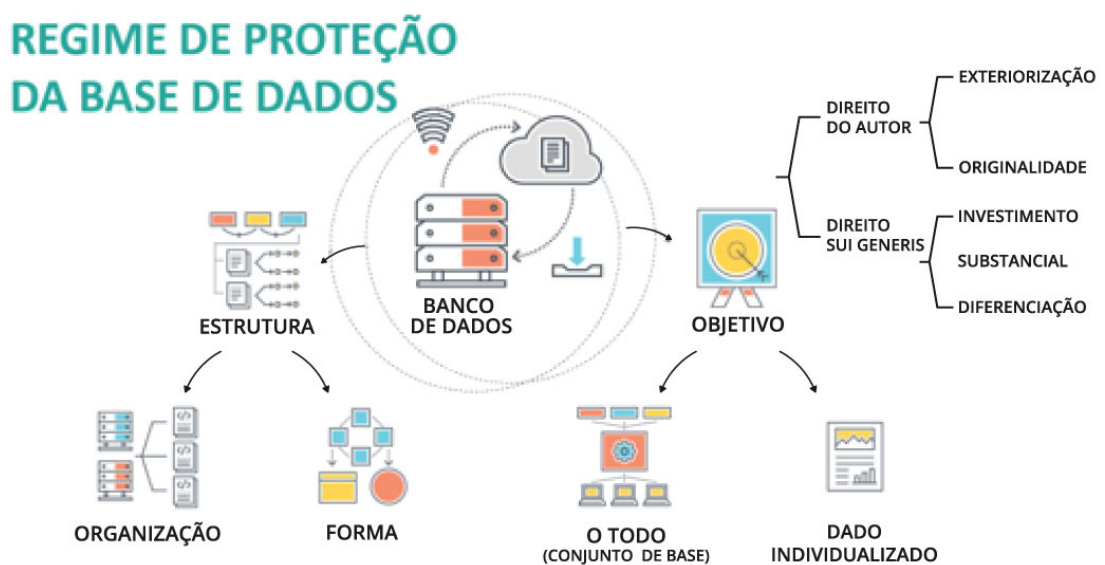 REGIME DE PROTEÇÃO
DA BASE DE DADOS
EXTERIORIZAÇÃO
DIREITO
DO AUTOR
ORIGINALIDADE
INVESTIMENTO
DIREITO
SUI GENERIS
SUBSTANCIAL
DIFERENCIAÇÃO
BANCO
DE DADOS
ESTRUTURA
OBJETIVO
ORGANIZAÇÃO
FORMA
O TODO
(CONJUNTO DE BASE)
DADO
INDIVIDUALIZADO